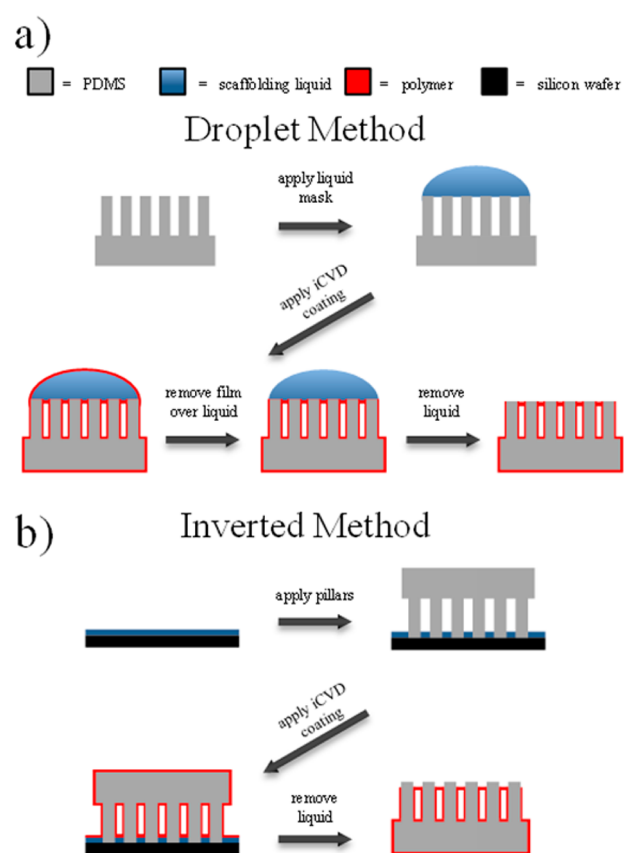 a)
= PDMS = scaffolding liquid = polymer = silicon wafer
Droplet Method
apply liquid
mask
apply iCVD
coating
remove film
over liquid
remove
liquid
b)
Inverted Method
apply pillars
apply iCVD
coating
remove
liquid